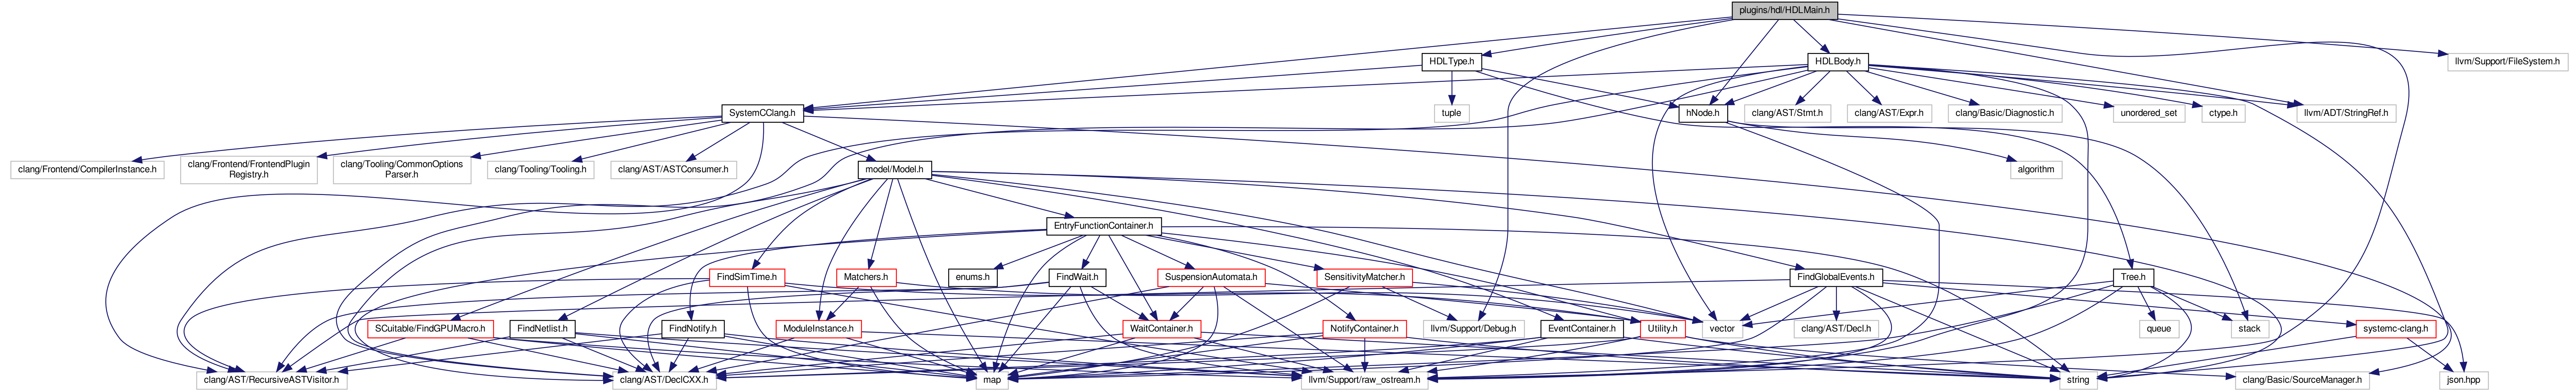 plugins/hdl/HDLMain.h
HDLType.h
HDLBody.h
llvm/Support/FileSystem.h
SystemCClang.h
tuple
hNode.h
clang/AST/Stmt.h
clang/AST/Expr.h
clang/Basic/Diagnostic.h
unordered_set
ctype.h
llvm/ADT/StringRef.h
clang/Frontend/CompilerInstance.h
clang/Frontend/FrontendPlugin
Registry.h
clang/Tooling/CommonOptions
Parser.h
clang/Tooling/Tooling.h
clang/AST/ASTConsumer.h
model/Model.h
algorithm
EntryFunctionContainer.h
FindSimTime.h
Matchers.h
enums.h
FindWait.h
SuspensionAutomata.h
SensitivityMatcher.h
FindGlobalEvents.h
Tree.h
SCuitable/FindGPUMacro.h
FindNetlist.h
FindNotify.h
ModuleInstance.h
WaitContainer.h
NotifyContainer.h
llvm/Support/Debug.h
EventContainer.h
Utility.h
vector
clang/AST/Decl.h
queue
stack
systemc-clang.h
clang/AST/RecursiveASTVisitor.h
clang/AST/DeclCXX.h
map
llvm/Support/raw_ostream.h
string
clang/Basic/SourceManager.h
json.hpp